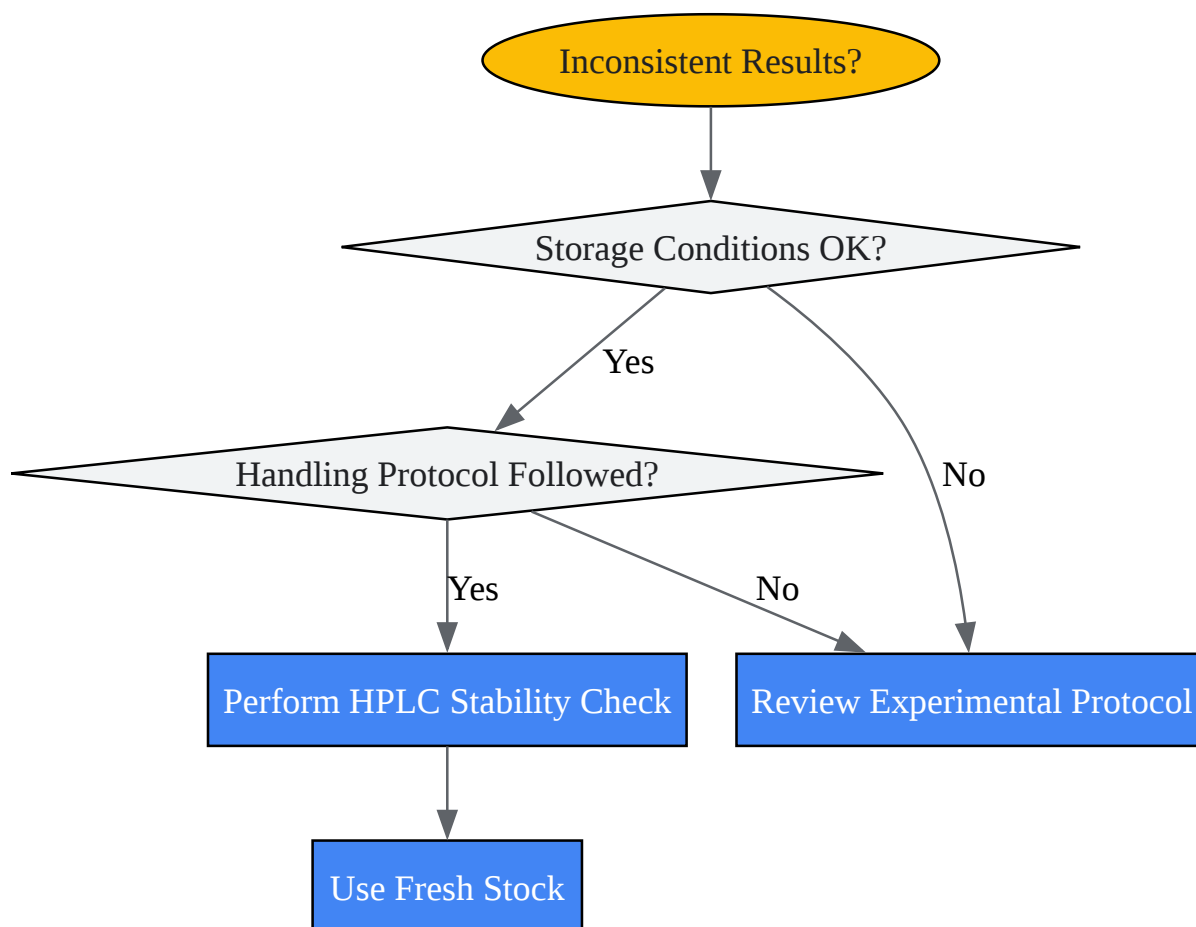 Inconsistent Results?
Storage Conditions OK?
Yes
Handling Protocol Followed?
No
Yes
No
Perform HPLC Stability Check
Review Experimental Protocol
Use Fresh Stock